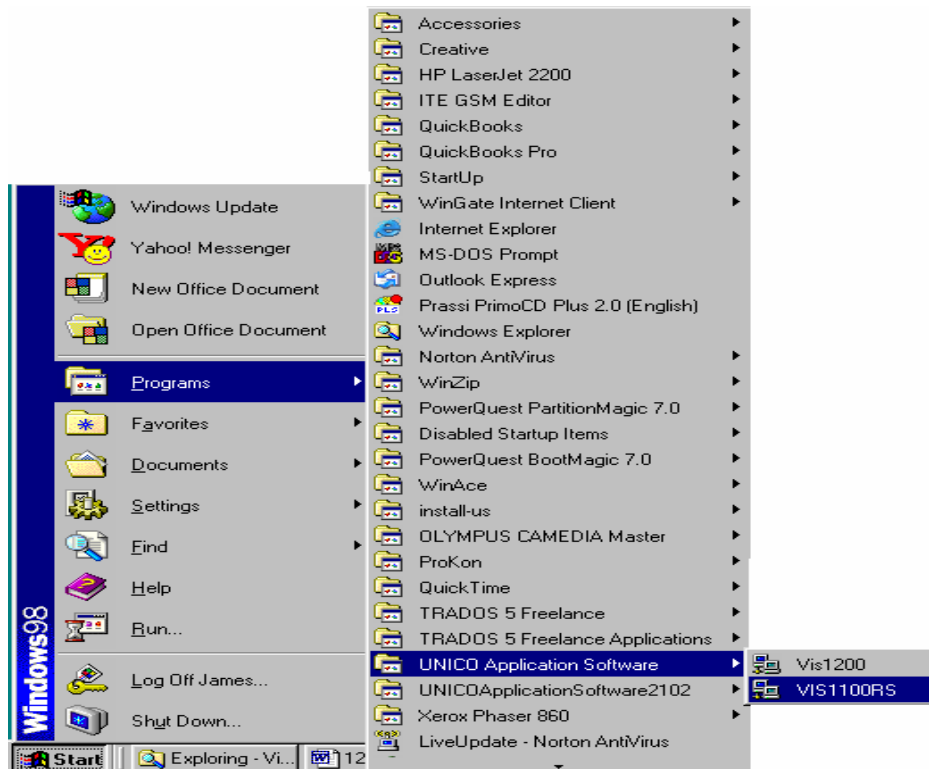 Accessories
Creative
HP LaserJet 2200
ITE GSM Editor
QuickBooks
QuickBooks Pro
StartUp
WinGate Internet Client
Internet Explorer
MS-DOS Prompt
Outlook Express
Prassi PrimoCD Plus 2.0 (English)
Windows Explorer
Norton AntiVirus
WinZip
PowerQuest PartitionMagic 7.0
Disabled Startup Items
PowerQuest BootMagic 7.0
WinAce
install-us
OLYMPUS CAMEDIA Master
ProKon
QuickTime
TRADOS 5 Freelance
TRADOS 5 Freelance Applications
UNICO Application Software
UNICOApplicationSoftware2102
Xerox Phaser 860
LiveUpdate - Norton AntiVirus
Windows Update
Yahoo! Messenger
New Office Document
Open Office Document
Programs
Favorites
Documents
Settings
Find
Help
Run...
Log Off James...
Shut Down...
Windows98
Vis1200
VIS1100RS
Start
Exploring - Vi...
12